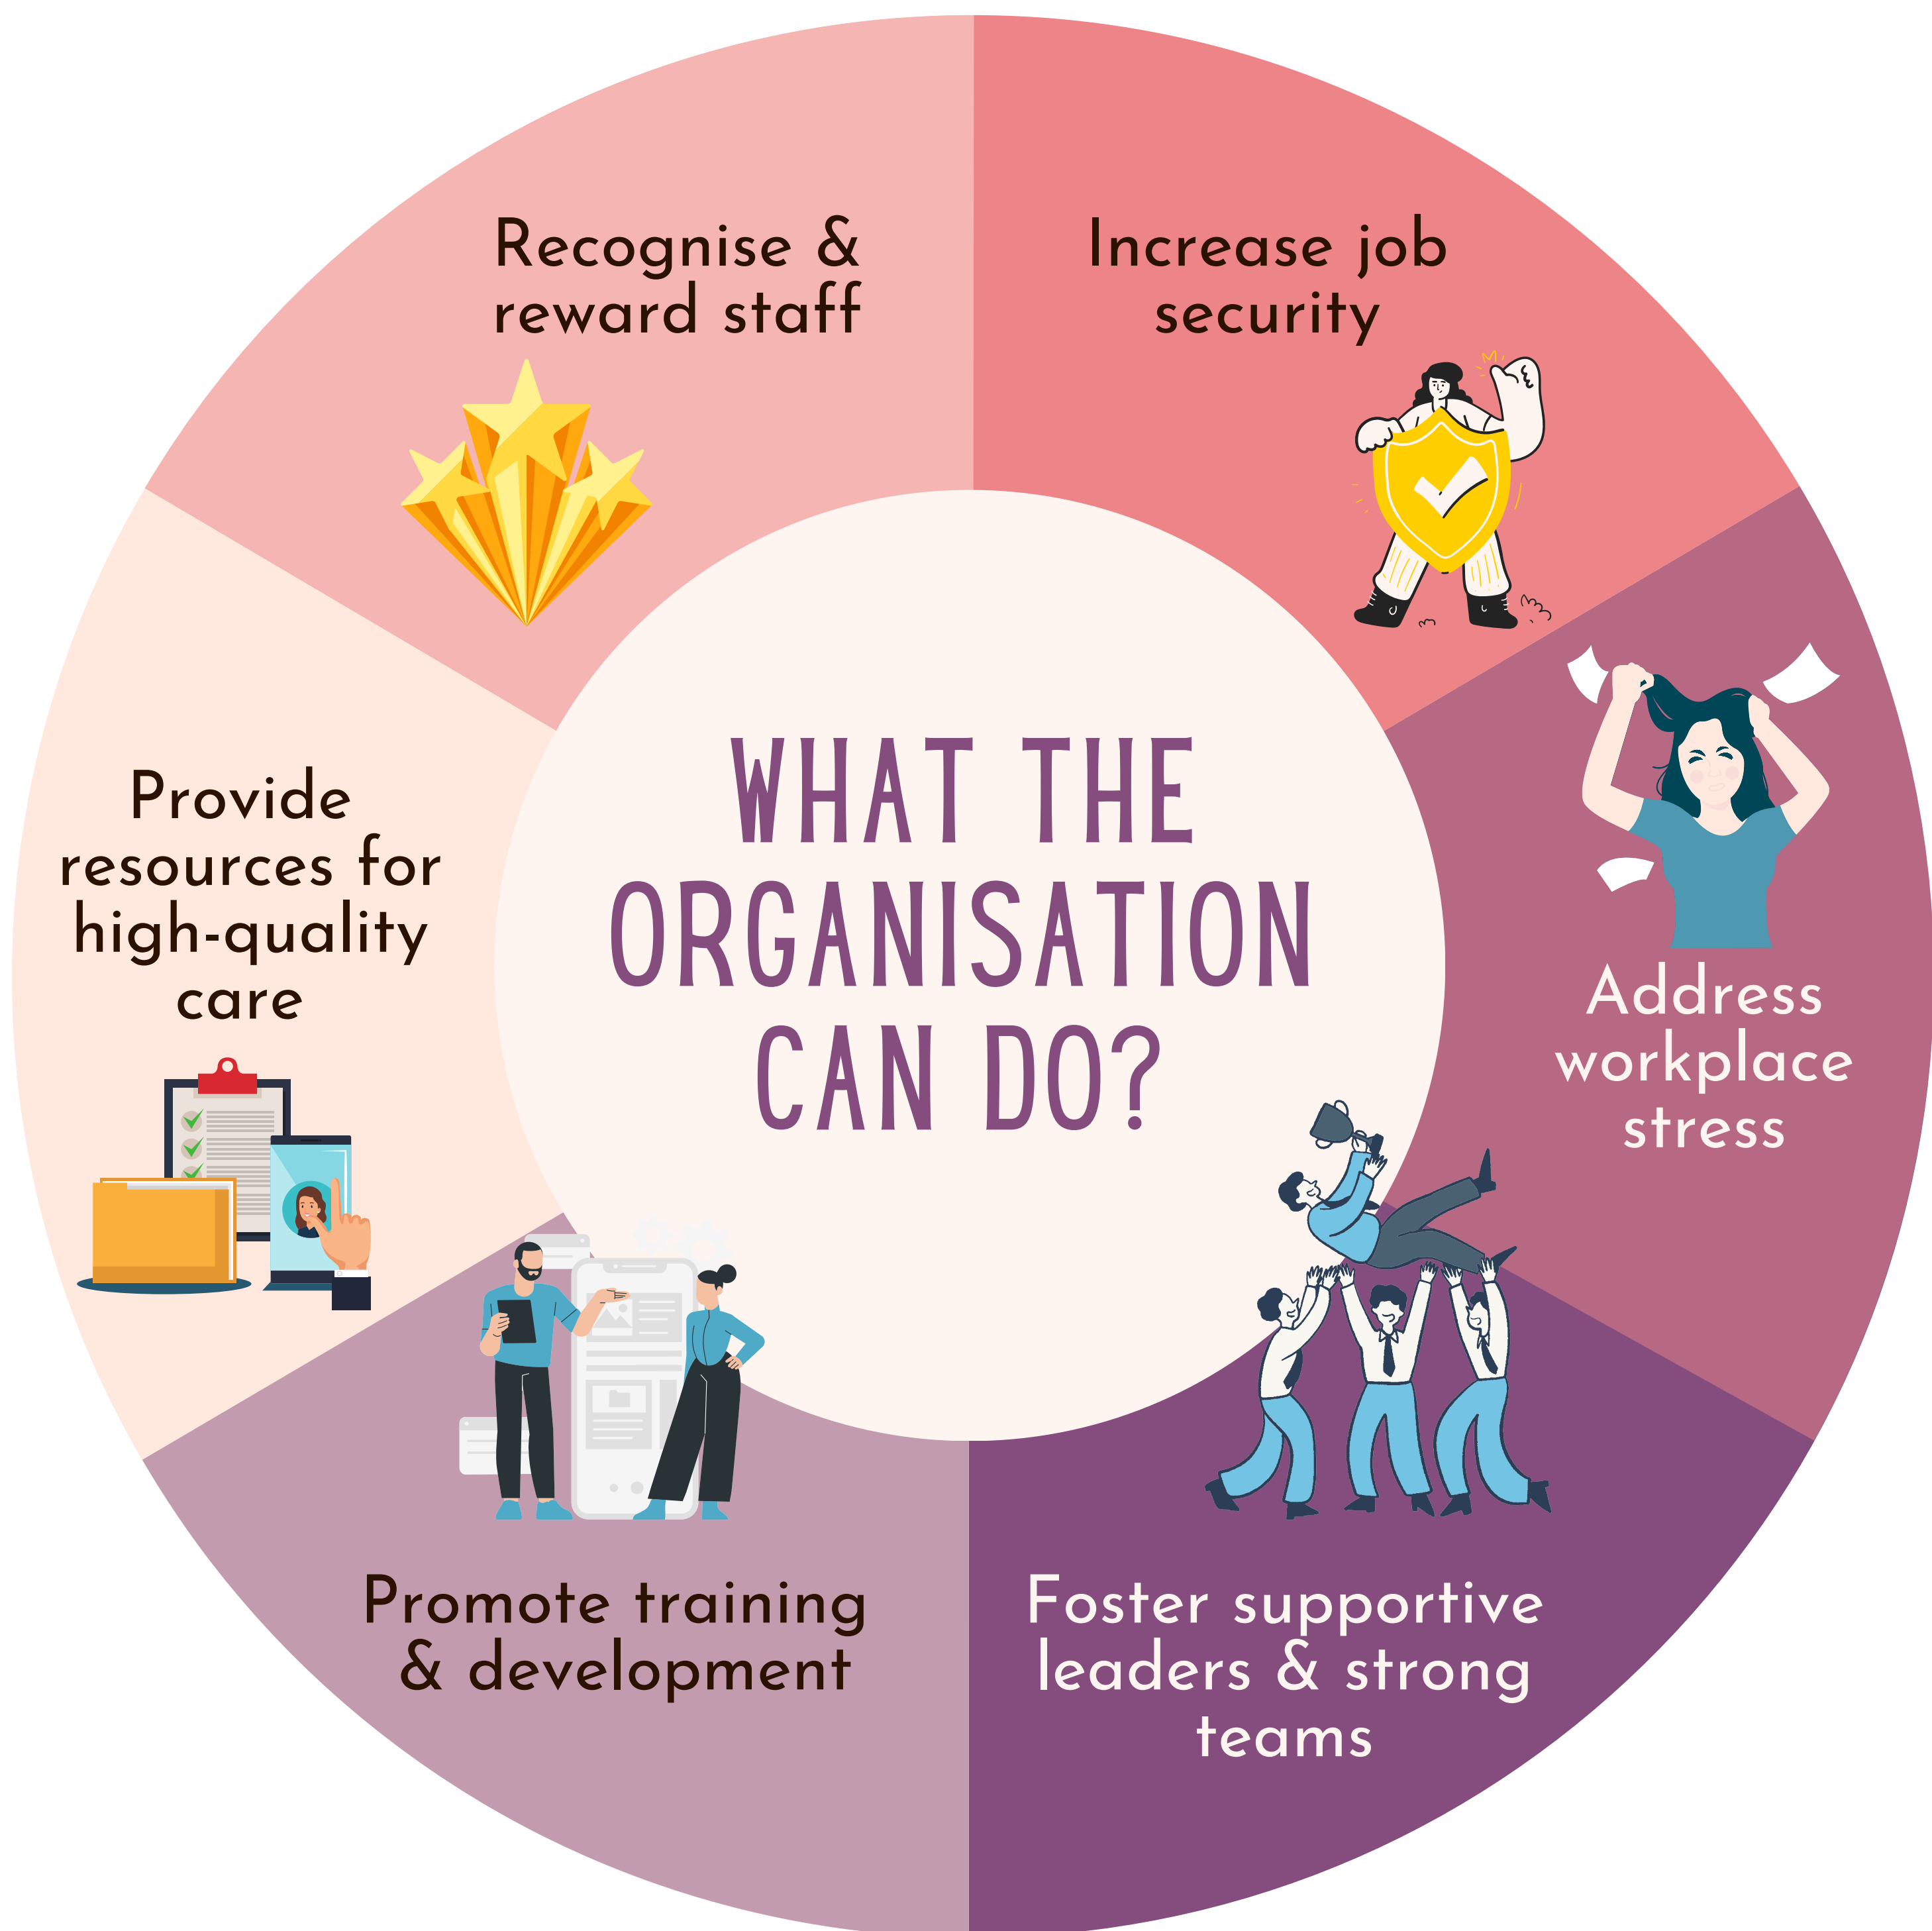 WHAT THE
ORGANISATION
CAN DO?
Recognise &
reward staff
Increase job
security
Address
workplace
stress
Foster supportive
leaders & strong
teams
Promote training
& development
Provide
resources for
high-quality
care